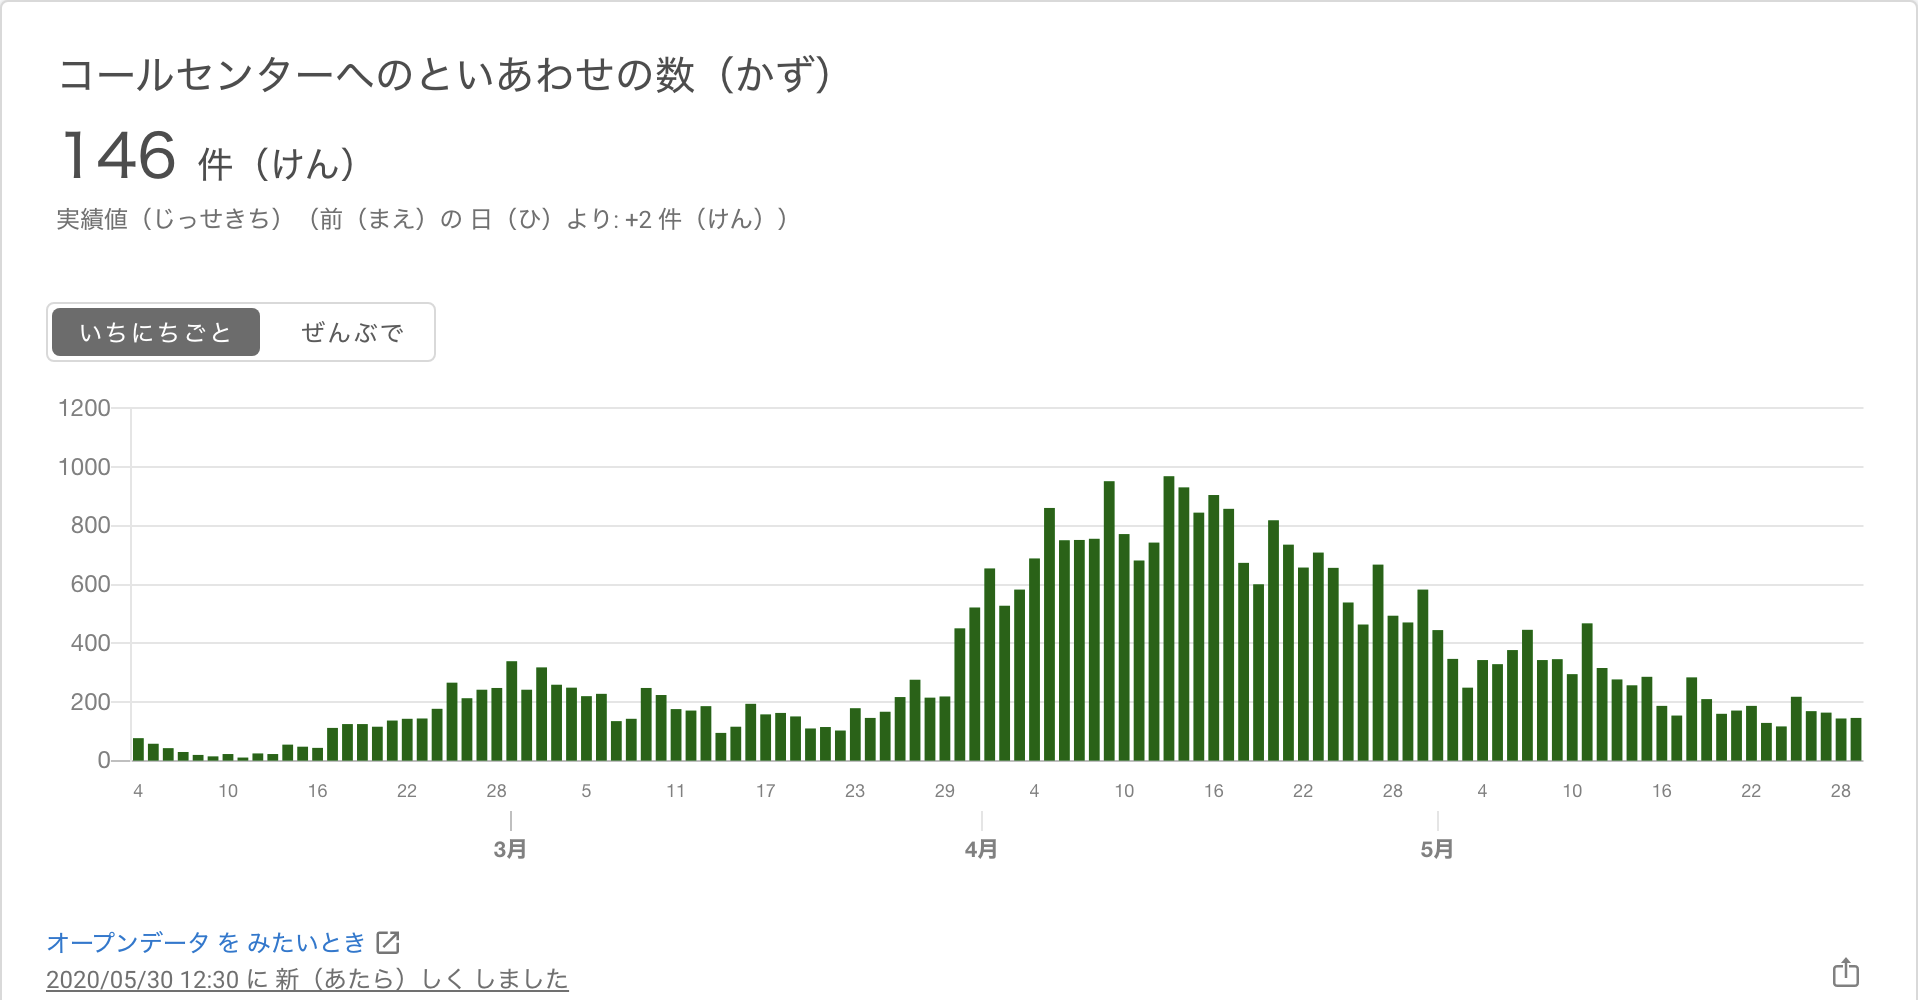 コールセンターへのといあわせの数（かず）
146 件（けん）
実績値（じっせきち）（前（まえ）の 日（ひ）より: +2 件（けん））
いちにちごと ぜんぶで
1200
1000
800
600
400
200
0
4 10 16 22 28 5 11 17 23 29 4 10 16 22 28 4 10 16 22 28
3月 4月 5月
オープンデータ を みたいとき
2020/05/30 12:30 に 新（あたら）しく しました